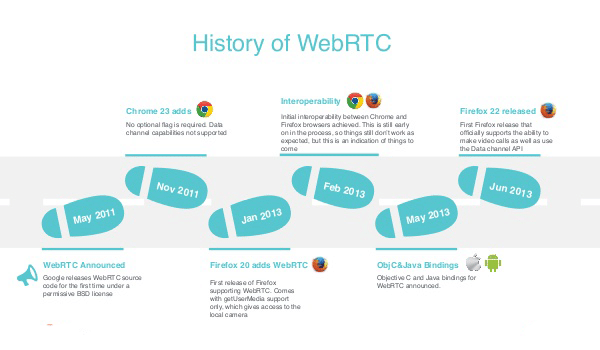 History of WebRTC
Chrome 23 adds
No optional flag is required. Data
channel capabilities not supported
Interoperability
Initial interoperability between Chrome and
Firefox browsers achieved. This is still early
on in the process, so things still don't work as
expected, but this is an indication of things to
come
Firefox 22 released
First Firefox release that
officially supports the ability to
make video calls as well as use
the Data channel API
May 2011
Nov 2011
Jan 2013
Feb 2013
May 2013
Jun 2013
WebRTC Announced
Google releases WebRTC source
code for the first time under a
permissive BSD license
Firefox 20 adds WebRTC
First release of Firefox
supporting WebRTC. Comes
with getUserMedia support
only, which gives access to the
local camera
ObjC&Java Bindings
Objective C and Java bindings for
WebRTC announced.